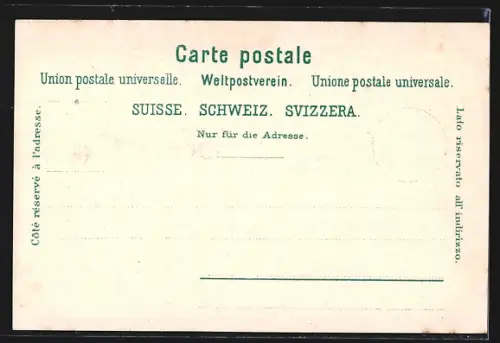 Carte postale
Union postale universelle. Weltpostverein. Unione postale universale.
SUISSE. SCHWEIZ. SVIZZERA.
Nur für die Adresse.
Côté réservé à l'adresse.
Lato riservato all' indirizzo.